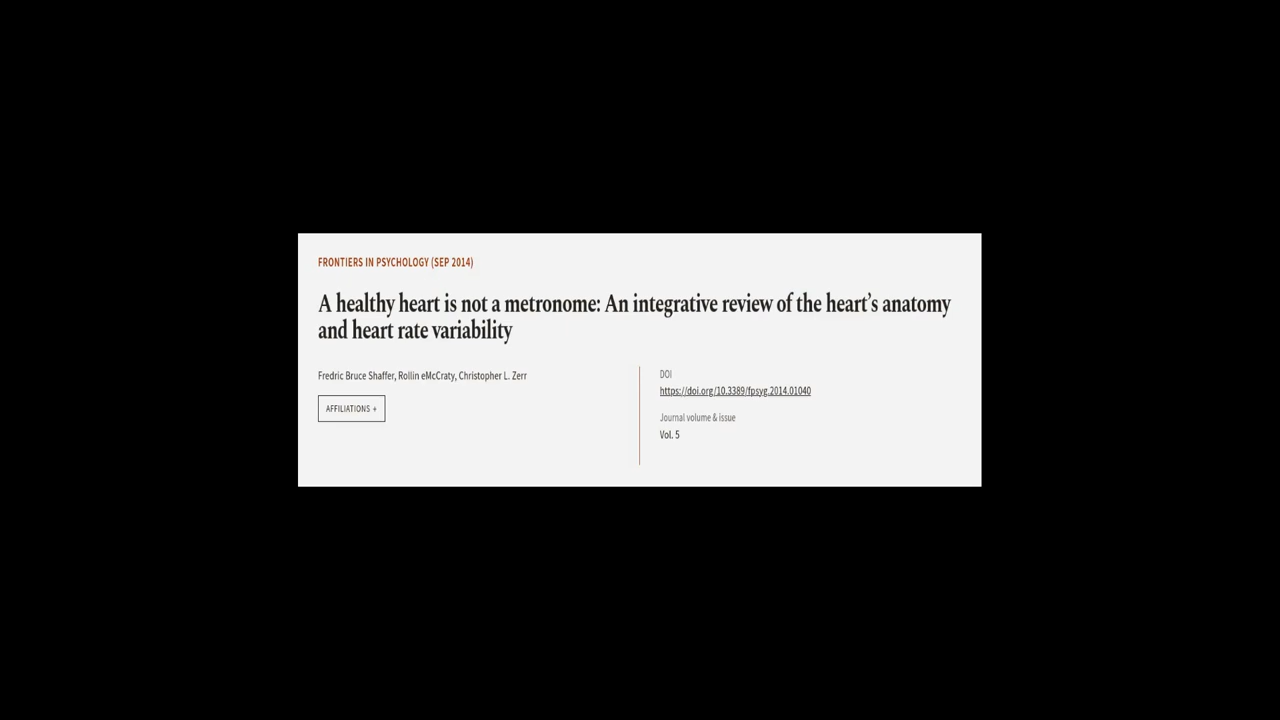 FRONTIERS IN PSYCHOLOGY (SEP 2014)
A healthy heart is not a metronome: An integrative review of the heart’s anatomy
and heart rate variability
Fredric Bruce Shaffer, Rollin eMcCraty, Christopher L. Zerr
AFFILIATIONS +
DOI
https://doi.org/10.3389/fpsyg.2014.01040
Journal volume & issue
Vol. 5